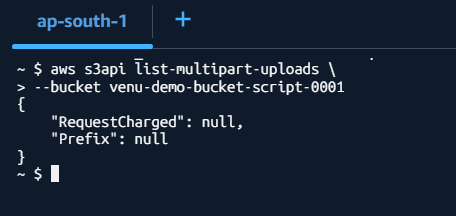 ap-south-1 +
~ $ aws s3api list-multipart-uploads \
> --bucket venu-demo-bucket-script-0001
{
    "RequestCharged": null,
    "Prefix": null
}
~ $